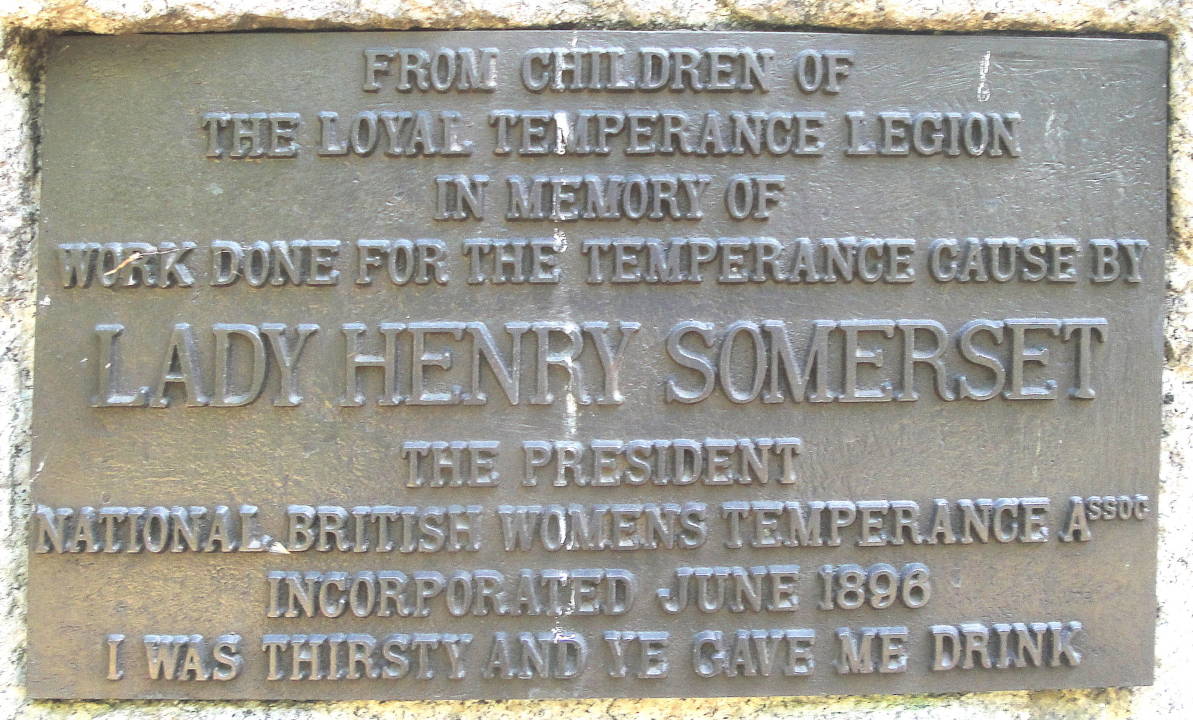 FROM CHILDREN OF
THE LOYAL TEMPERANCE LEGION
IN MEMORY OF
WORK DONE FOR THE TEMPERANCE CAUSE BY
LADY HENRY SOMERSET
THE PRESIDENT
NATIONAL BRITISH WOMENS TEMPERANCE ASSOC
INCORPORATED JUNE 1896
I WAS THIRSTY AND YE GAVE ME DRINK